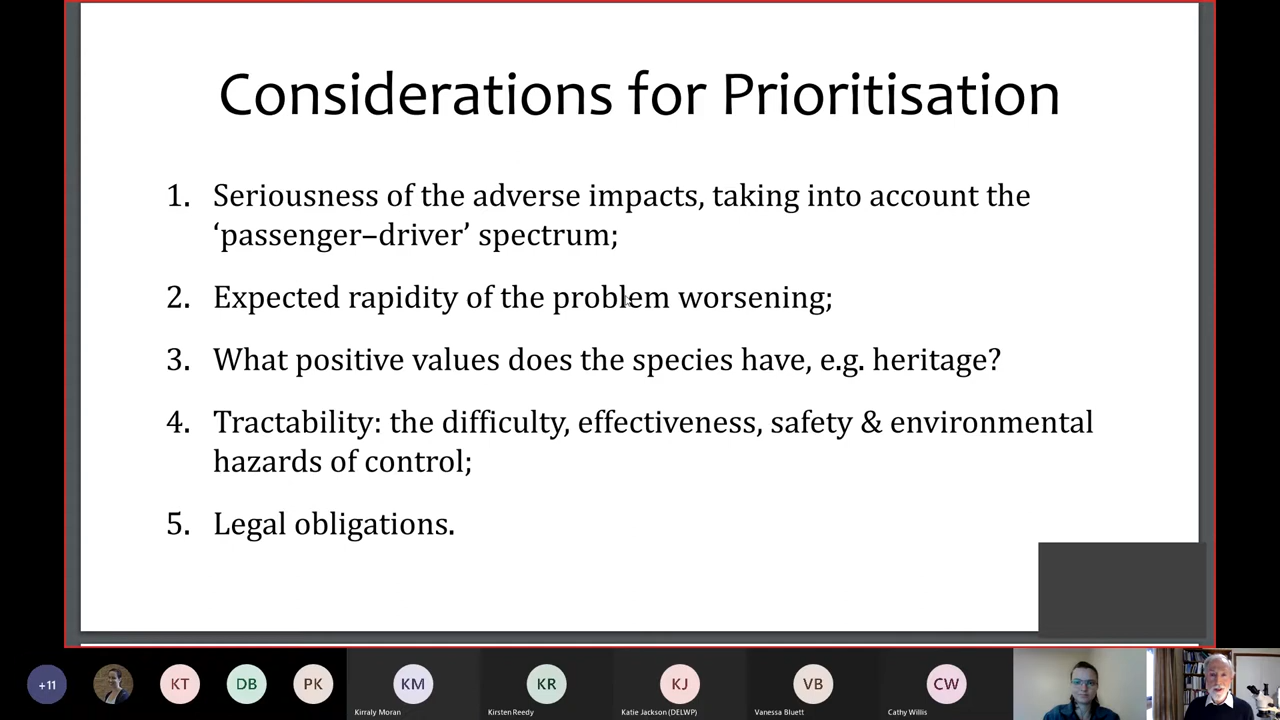 Considerations for Prioritisation
1. Seriousness of the adverse impacts, taking into account the
‘passenger–driver’ spectrum;
2. Expected rapidity of the problem worsening;
3. What positive values does the species have, e.g. heritage?
4. Tractability: the difficulty, effectiveness, safety & environmental
hazards of control;
5. Legal obligations.
+11
KT
DB
PK
KM
KR
KJ
VB
CW
Kirraly Moran
Kirsten Reedy
Katie Jackson (DELWP)
Vanessa Bluett
Cathy Willis